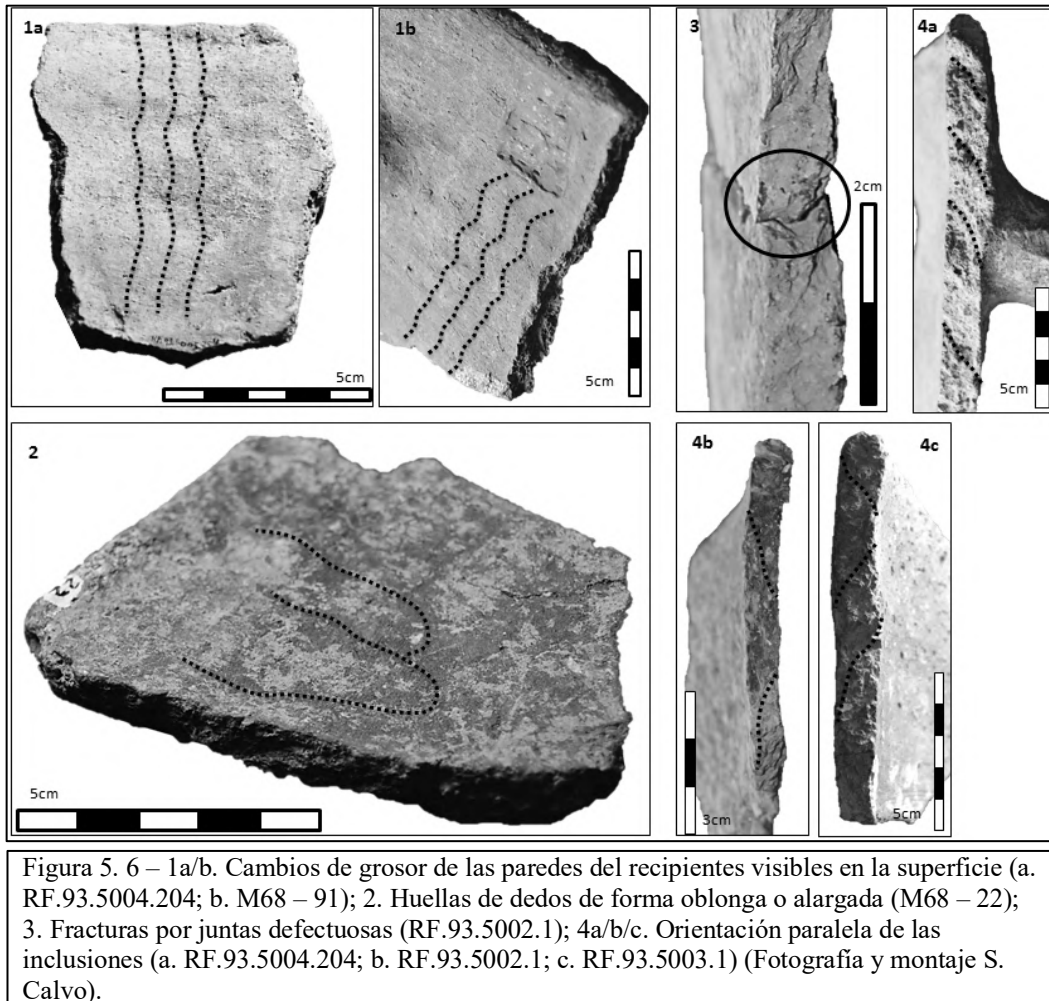 1a
1b
3
4a
2cm
5cm
5cm
5cm
2
4b
4c
5cm
3cm
5cm
Figura 5. 6 – 1a/b. Cambios de grosor de las paredes del recipientes visibles en la superficie (a.
RF.93.5004.204; b. M68 – 91); 2. Huellas de dedos de forma oblonga o alargada (M68 – 22);
3. Fracturas por juntas defectuosas (RF.93.5002.1); 4a/b/c. Orientación paralela de las
inclusiones (a. RF.93.5004.204; b. RF.93.5002.1; c. RF.93.5003.1) (Fotografía y montaje S.
Calvo).